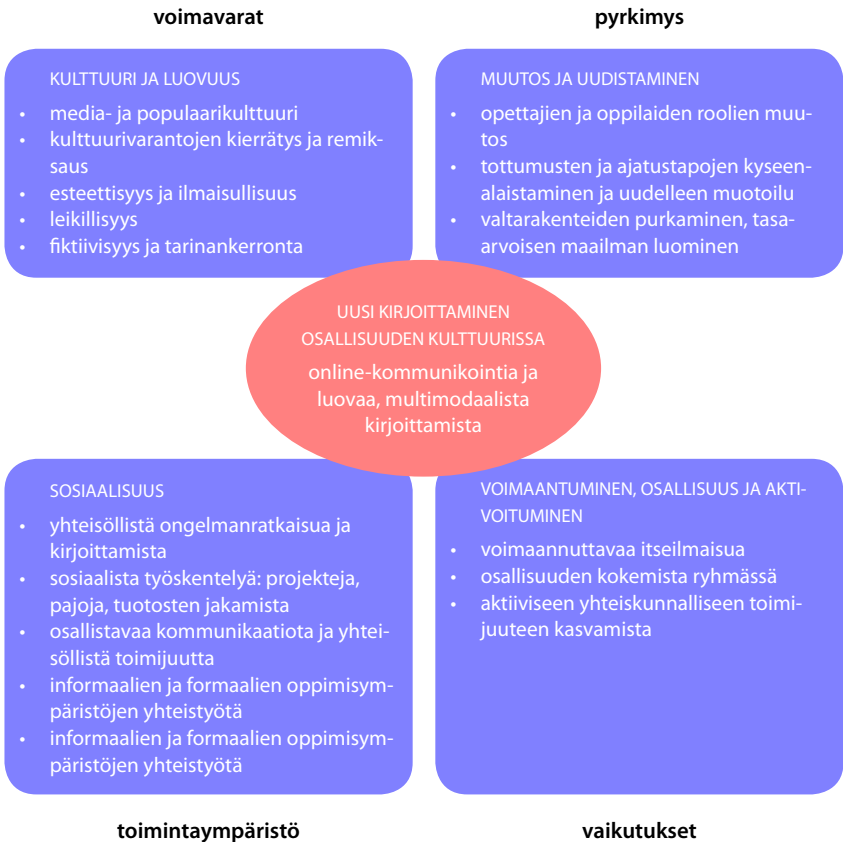 voimavarat
KULTTUURI JA LUOVUUS
• media- ja populaarikulttuuri
• kulttuurivarantojen kierrätys ja remik-
saus
• esteettisyys ja ilmaisullisuus
• leikillisyys
• fiktiivisyys ja tarinankerronta
pyrkimys
MUUTOS JA UUDISTAMINEN
• opettajien ja oppilaiden roolien muu-
tos
• tottumusten ja ajatustapojen kyseen-
alaistaminen ja uudelleen muotoilu
• valtarakenteiden purkaminen, tasa-
arvoisen maailman luominen
UUSI KIRJOITTAMINEN
OSALLISUUDEN KULTTUURISSA
online-kommunikointia ja
luovaa, multimodaalista
kirjoittamista
SOSIAALISUUS
• yhteisöllistä ongelmanratkaisua ja
kirjoittamista
• sosiaalista työskentelyä: projekteja,
pajoja, tuotosten jakamista
• osallistavaa kommunikaatiota ja yhtei-
söllistä toimijuutta
• informaalien ja formaalien oppimisym-
päristöjen yhteistyötä
• informaalien ja formaalien oppimisym-
päristöjen yhteistyötä
toimintaympäristö
VOIMAANTUMINEN, OSALLISUUS JA AKTI-
VOITUMINEN
• voimaannuttavaa itseilmaisua
• osallisuuden kokemista ryhmässä
• aktiiviseen yhteiskunnalliseen toimi-
juuteen kasvamista
vaikutukset